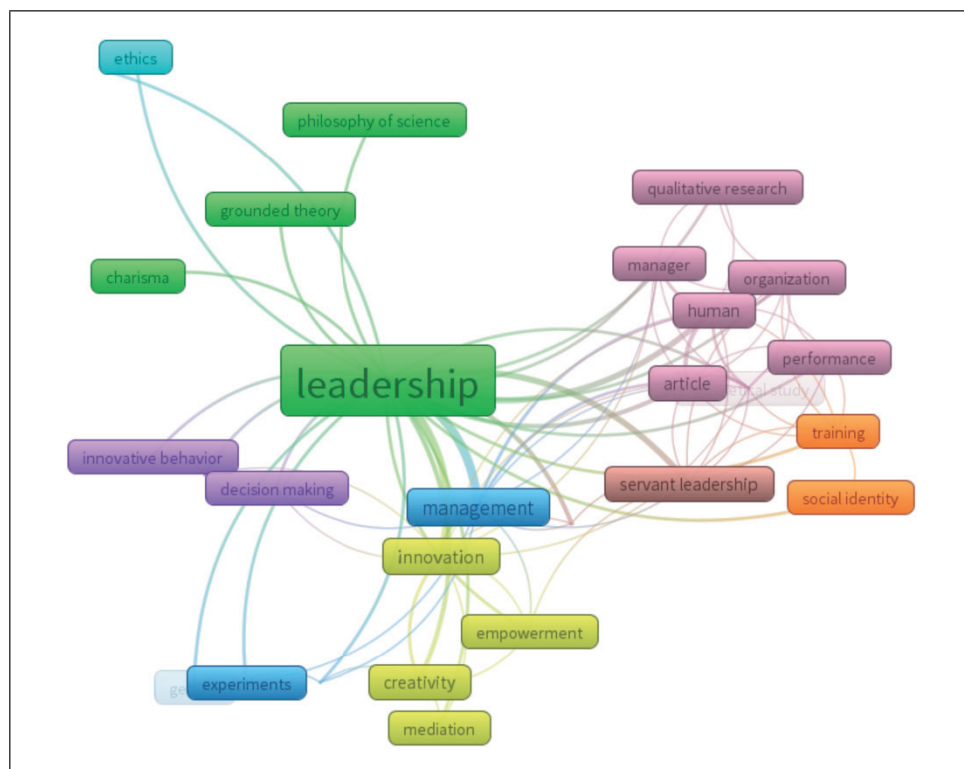 ethics
philosophy of science
qualitative research
grounded theory
manager
organization
charisma
human
leadership
performance
article
study
training
innovative behavior
decision making
servant leadership
social identity
management
innovation
empowerment
experiments
creativity
mediation